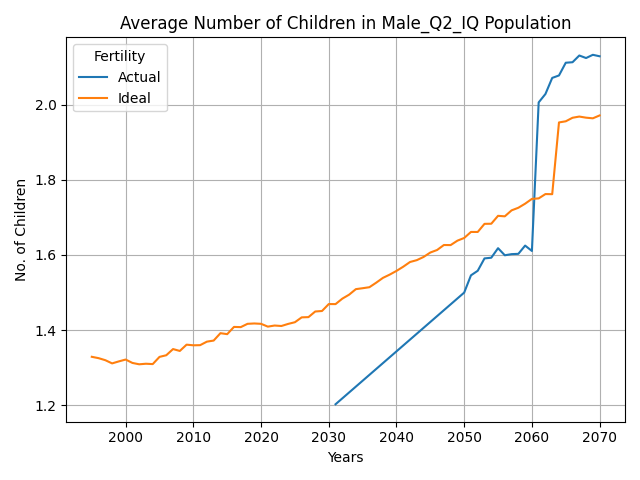 Average Number of Children in Male_Q2_IQ Population
Fertility
Actual
Ideal
No. of Children
2.0
1.8
1.6
1.4
1.2
2000
2010
2020
2030
2040
2050
2060
2070
Years